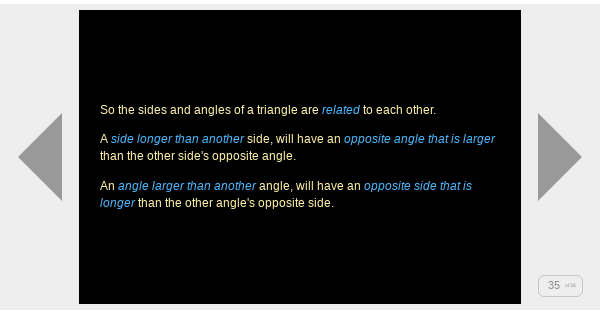 So the sides and angles of a triangle are related to each other.
A side longer than another side, will have an opposite angle that is larger
than the other side's opposite angle.
An angle larger than another angle, will have an opposite side that is
longer than the other angle's opposite side.
35 of 36